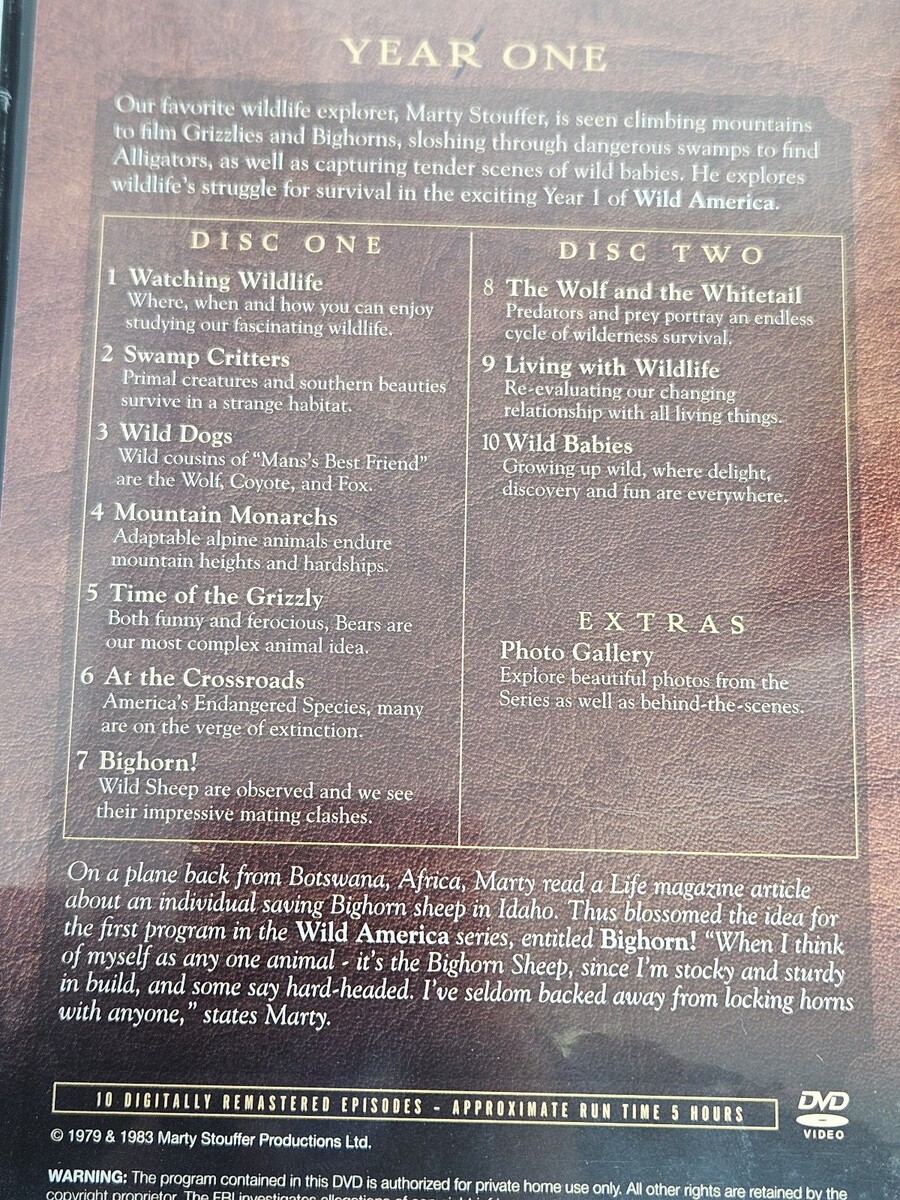 YEAR ONE
Our favorite wildlife explorer, Marty Stouffer, is seen climbing mountains
to film Grizzlies and Bighorns, sloshing through dangerous swamps to find
Alligators, as well as capturing tender scenes of wild babies. He explores
wildlife's struggle for survival in the exciting Year 1 of Wild America.
DISC ONE
1 Watching Wildlife
Where, when and how you can enjoy
studying our fascinating wildlife.
2 Swamp Critters
Primal creatures and southern beauties
survive in a strange habitat.
3 Wild Dogs
Wild cousins of "Mans's Best Friend"
are the Wolf, Coyote, and Fox.
4 Mountain Monarchs
Adaptable alpine animals endure
mountain heights and hardships.
5 Time of the Grizzly
Both funny and ferocious, Bears are
our most complex animal idea.
6 At the Crossroads
America's Endangered Species, many
are on the verge of extinction.
7 Bighorn!
Wild Sheep are observed and we see
their impressive mating clashes.
DISC TWO
8 The Wolf and the Whitetail
Predators and prey portray an endless
cycle of wilderness survival.
9 Living with Wildlife
Re-evaluating our changing
relationship with all living things.
10 Wild Babies
Growing up wild, where delight,
discovery and fun are everywhere.
EXTRAS
Photo Gallery
Explore beautiful photos from the
Series as well as behind-the-scenes.
On a plane back from Botswana, Africa, Marty read a Life magazine article
about an individual saving Bighorn sheep in Idaho. Thus blossomed the idea for
the first program in the Wild America series, entitled Bighorn! "When I think
of myself as any one animal - it's the Bighorn Sheep, since I'm stocky and sturdy
in build, and some say hard-headed. I've seldom backed away from locking horns
with anyone," states Marty.
10 DIGITALLY REMASTERED EPISODES - APPROXIMATE RUN TIME 5 HOURS
DVD
VIDEO
© 1979 & 1983 Marty Stouffer Productions Ltd.
WARNING: The program contained in this DVD is authorized for private home use only. All other rights are retained by the
copyright proprietor. The FBI investigates allegations of